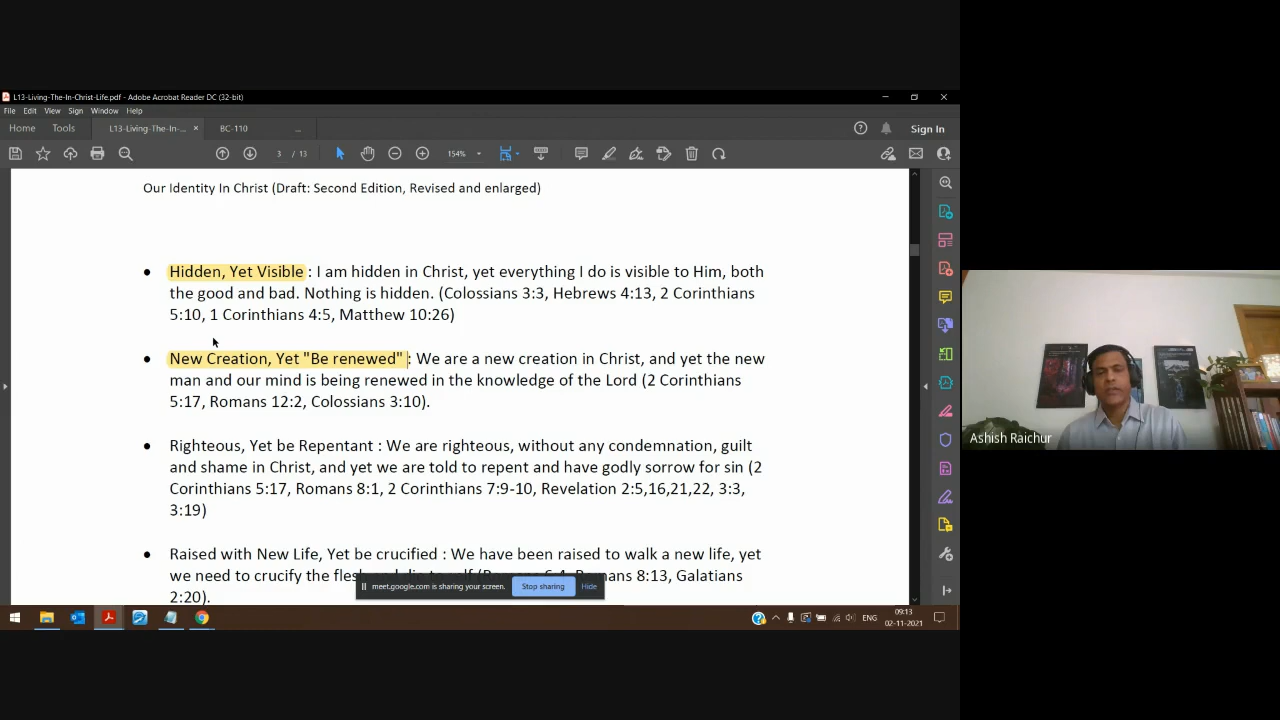 L13-Living-The-In-Christ-Life.pdf - Adobe Acrobat Reader DC (32-bit)
File Edit View Sign Window Help
Home Tools L13-Living-The-In-... × BC-110 ... Sign In
3 / 13 154%
Our Identity In Christ (Draft: Second Edition, Revised and enlarged)
• Hidden, Yet Visible : I am hidden in Christ, yet everything I do is visible to Him, both
the good and bad. Nothing is hidden. (Colossians 3:3, Hebrews 4:13, 2 Corinthians
5:10, 1 Corinthians 4:5, Matthew 10:26)
• New Creation, Yet "Be renewed" : We are a new creation in Christ, and yet the new
man and our mind is being renewed in the knowledge of the Lord (2 Corinthians
5:17, Romans 12:2, Colossians 3:10).
• Righteous, Yet be Repentant : We are righteous, without any condemnation, guilt
and shame in Christ, and yet we are told to repent and have godly sorrow for sin (2
Corinthians 5:17, Romans 8:1, 2 Corinthians 7:9-10, Revelation 2:5,16,21,22, 3:3,
3:19)
• Raised with New Life, Yet be crucified : We have been raised to walk a new life, yet
we need to crucify the flesh Romans 8:13, Galatians
2:20).
meet.google.com is sharing your screen. Stop sharing Hide
ENG
09:13
02-11-2021
Ashish Raichur